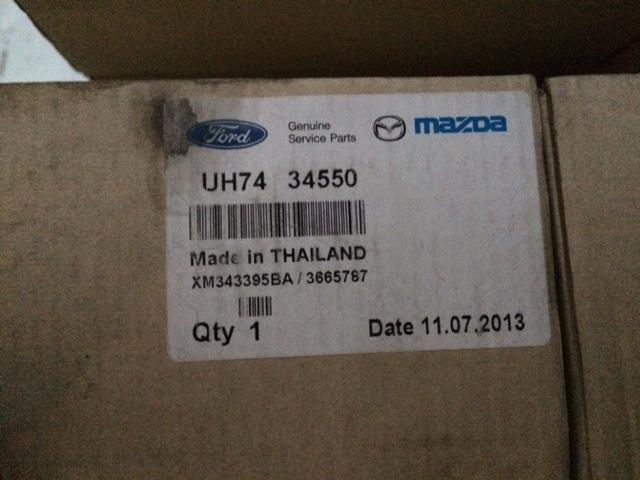 Ford Genuine Service Parts mazda
UH74 34550
Made in THAILAND
XM343395BA / 3665787
Qty 1 Date 11.07.2013